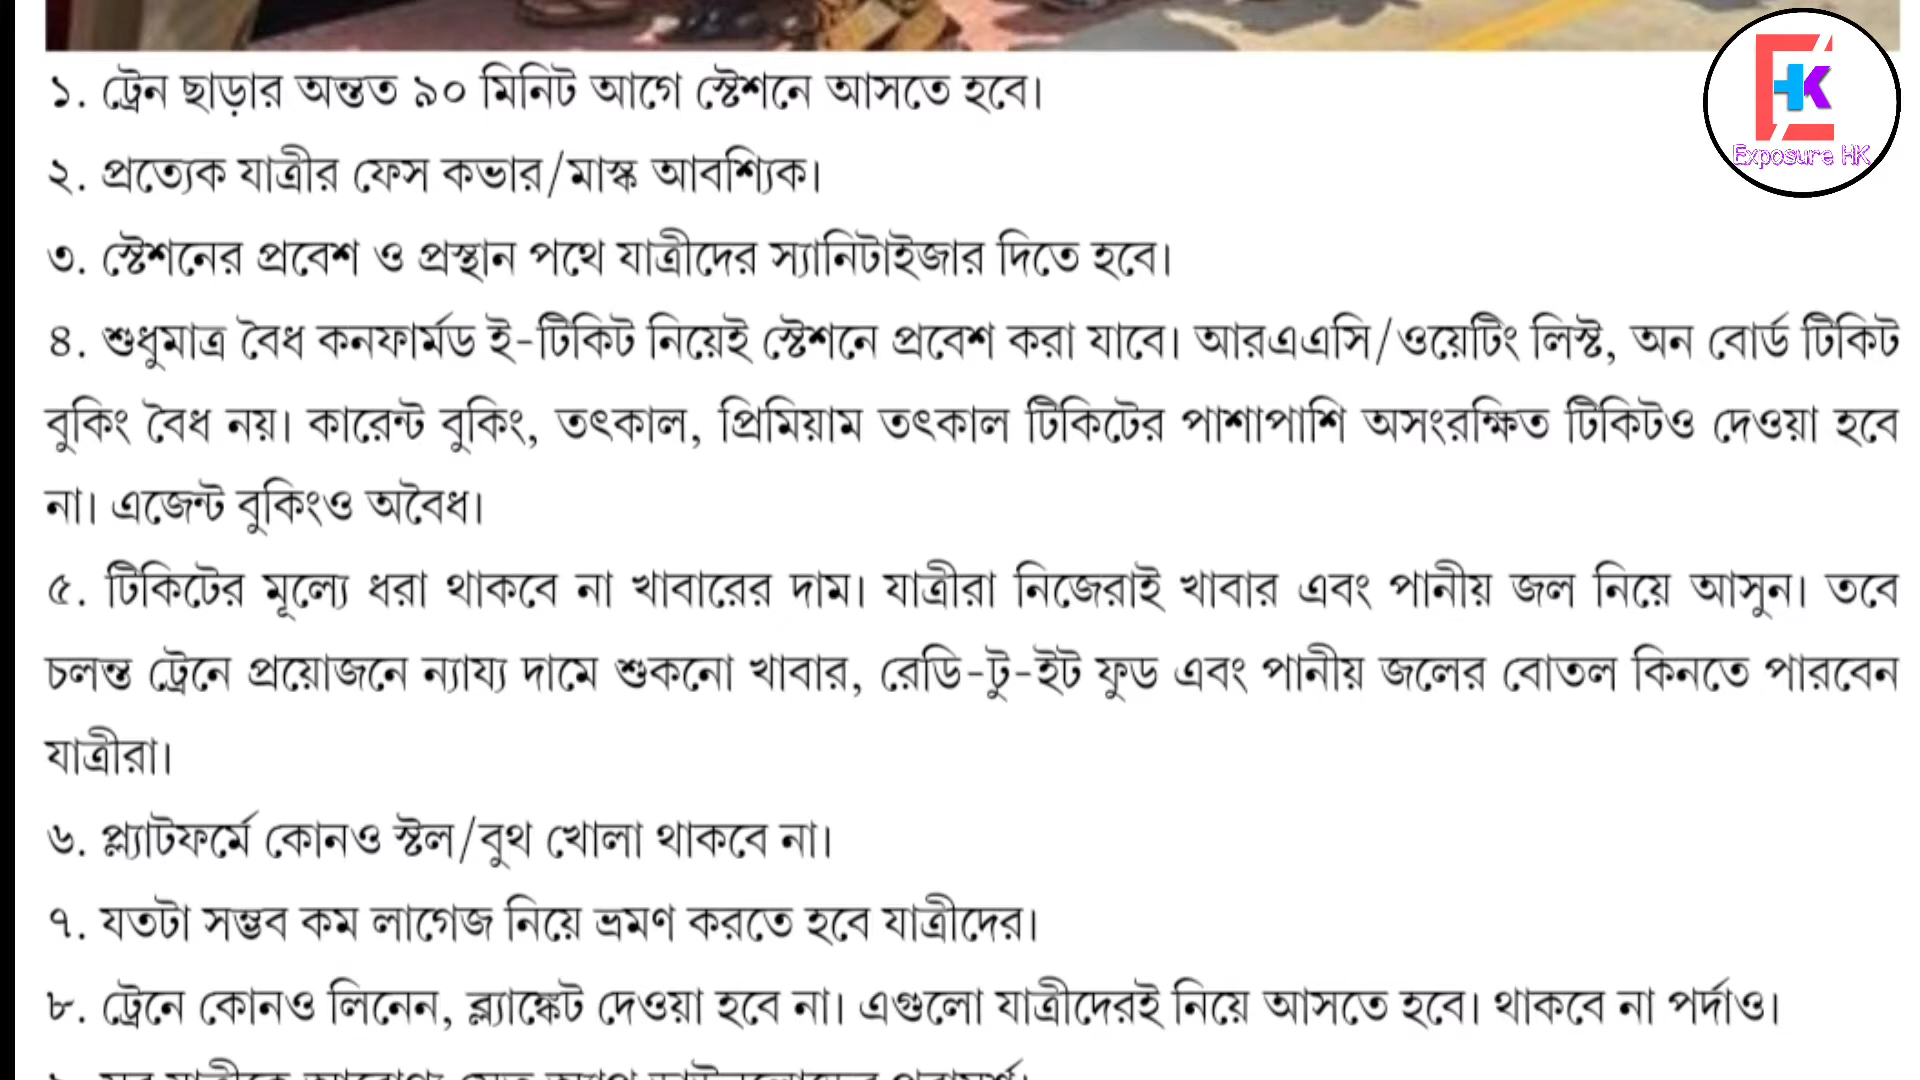 ১. ট্রেন ছাড়ার অন্তত ৯০ মিনিট আগে স্টেশনে আসতে হবে।
Exposure HK
২. প্রত্যেক যাত্রীর ফেস কভার/মাস্ক আবশ্যিক।
৩. স্টেশনের প্রবেশ ও প্রস্থান পথে যাত্রীদের স্যানিটাইজার দিতে হবে।
৪. শুধুমাত্র বৈধ কনফার্মড ই-টিকিট নিয়েই স্টেশনে প্রবেশ করা যাবে। আরএএসি/ওয়েটিং লিস্ট, অন বোর্ড টিকিট
বুকিং বৈধ নয়। কারেন্ট বুকিং, তৎকাল, প্রিমিয়াম তৎকাল টিকিটের পাশাপাশি অসংরক্ষিত টিকিটও দেওয়া হবে
না। এজেন্ট বুকিংও অবৈধ।
৫. টিকিটের মূল্যে ধরা থাকবে না খাবারের দাম। যাত্রীরা নিজেরাই খাবার এবং পানীয় জল নিয়ে আসুন। তবে
চলন্ত ট্রেনে প্রয়োজনে ন্যায্য দামে শুকনো খাবার, রেডি-টু-ইট ফুড এবং পানীয় জলের বোতল কিনতে পারবেন
যাত্রীরা।
৬. প্ল্যাটফর্মে কোনও স্টল/বুথ খোলা থাকবে না।
৭. যতটা সম্ভব কম লাগেজ নিয়ে ভ্রমণ করতে হবে যাত্রীদের।
৮. ট্রেনে কোনও লিনেন, ব্ল্যাঙ্কেট দেওয়া হবে না। এগুলো যাত্রীদেরই নিয়ে আসতে হবে। থাকবে না পর্দাও।